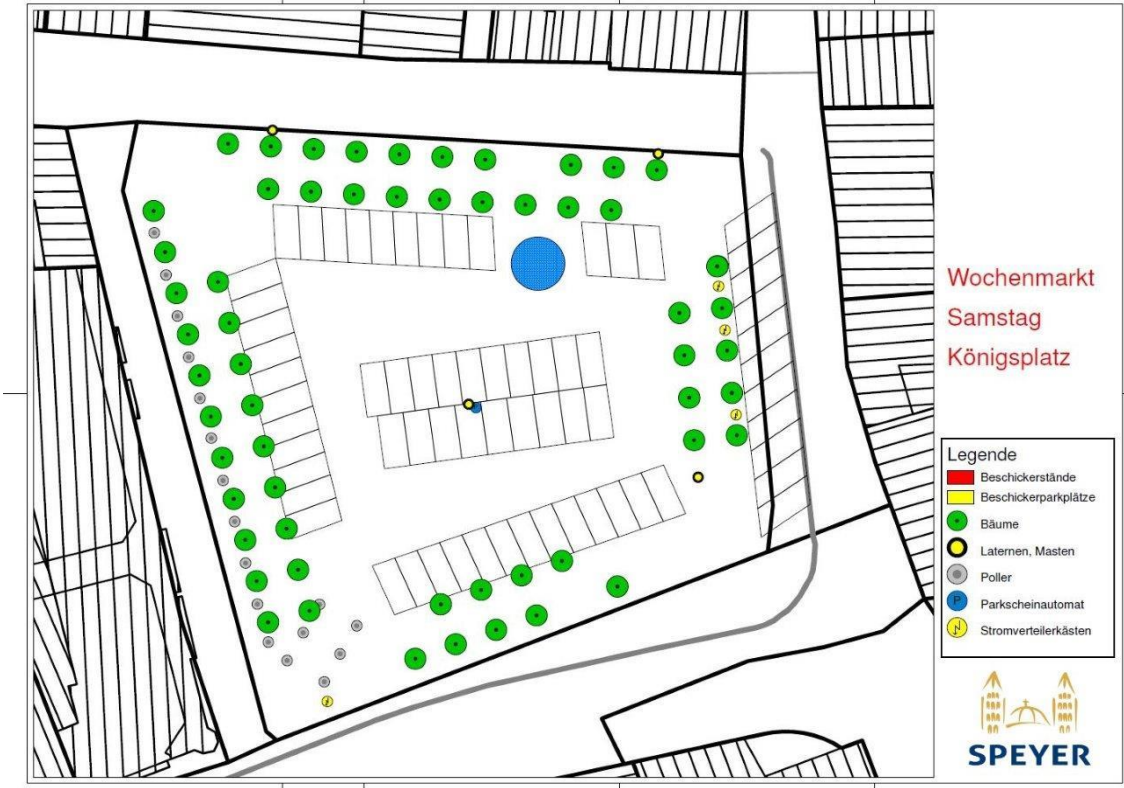 Wochenmarkt
Samstag
Königsplatz
Legende
Beschickerstände
Beschickerparkplätze
Bäume
Laternen, Masten
Poller
P Parkscheinautomat
Stromverteilerkästen
SPEYER